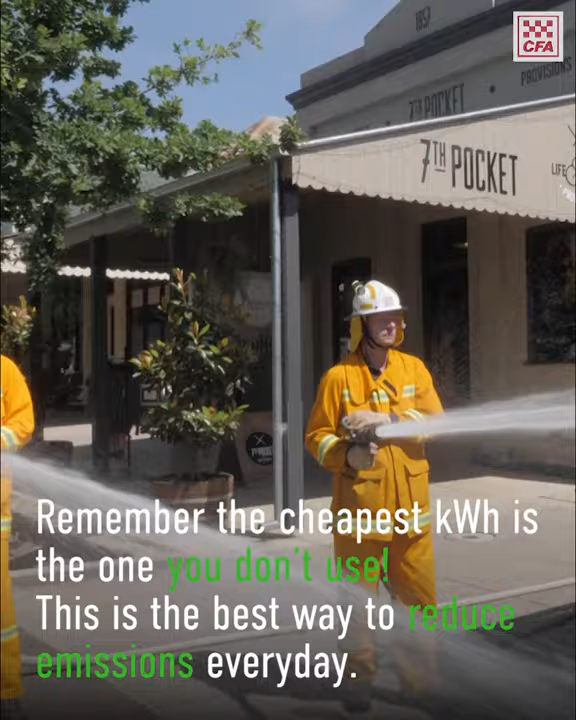 1857
CFA
PROVISIONS
7TH POCKET
7TH POCKET
LIFE
Remember the cheapest kWh is
the one you don't use!
This is the best way to reduce
emissions everyday.